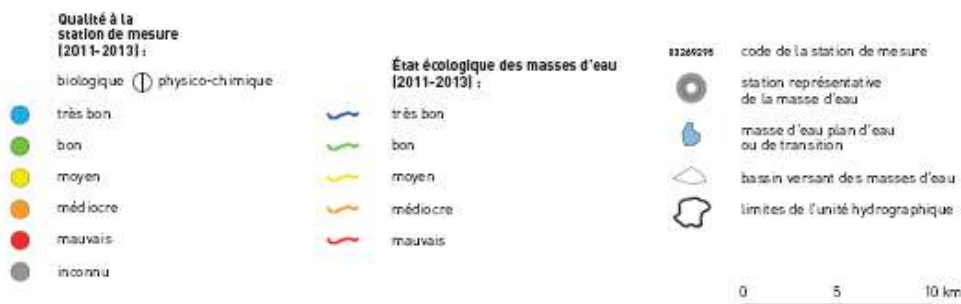 Qualité à la
station de mesure
(2011-2013) :
biologique physico-chimique
très bon
bon
moyen
médiocre
mauvais
inconnu
État écologique des masses d'eau
(2011-2013) :
très bon
bon
moyen
médiocre
mauvais
03269295 code de la station de mesure
station représentative
de la masse d'eau
masse d'eau plan d'eau
ou de transition
bassin versant des masses d'eau
limites de l'unité hydrographique
0 5 10 km